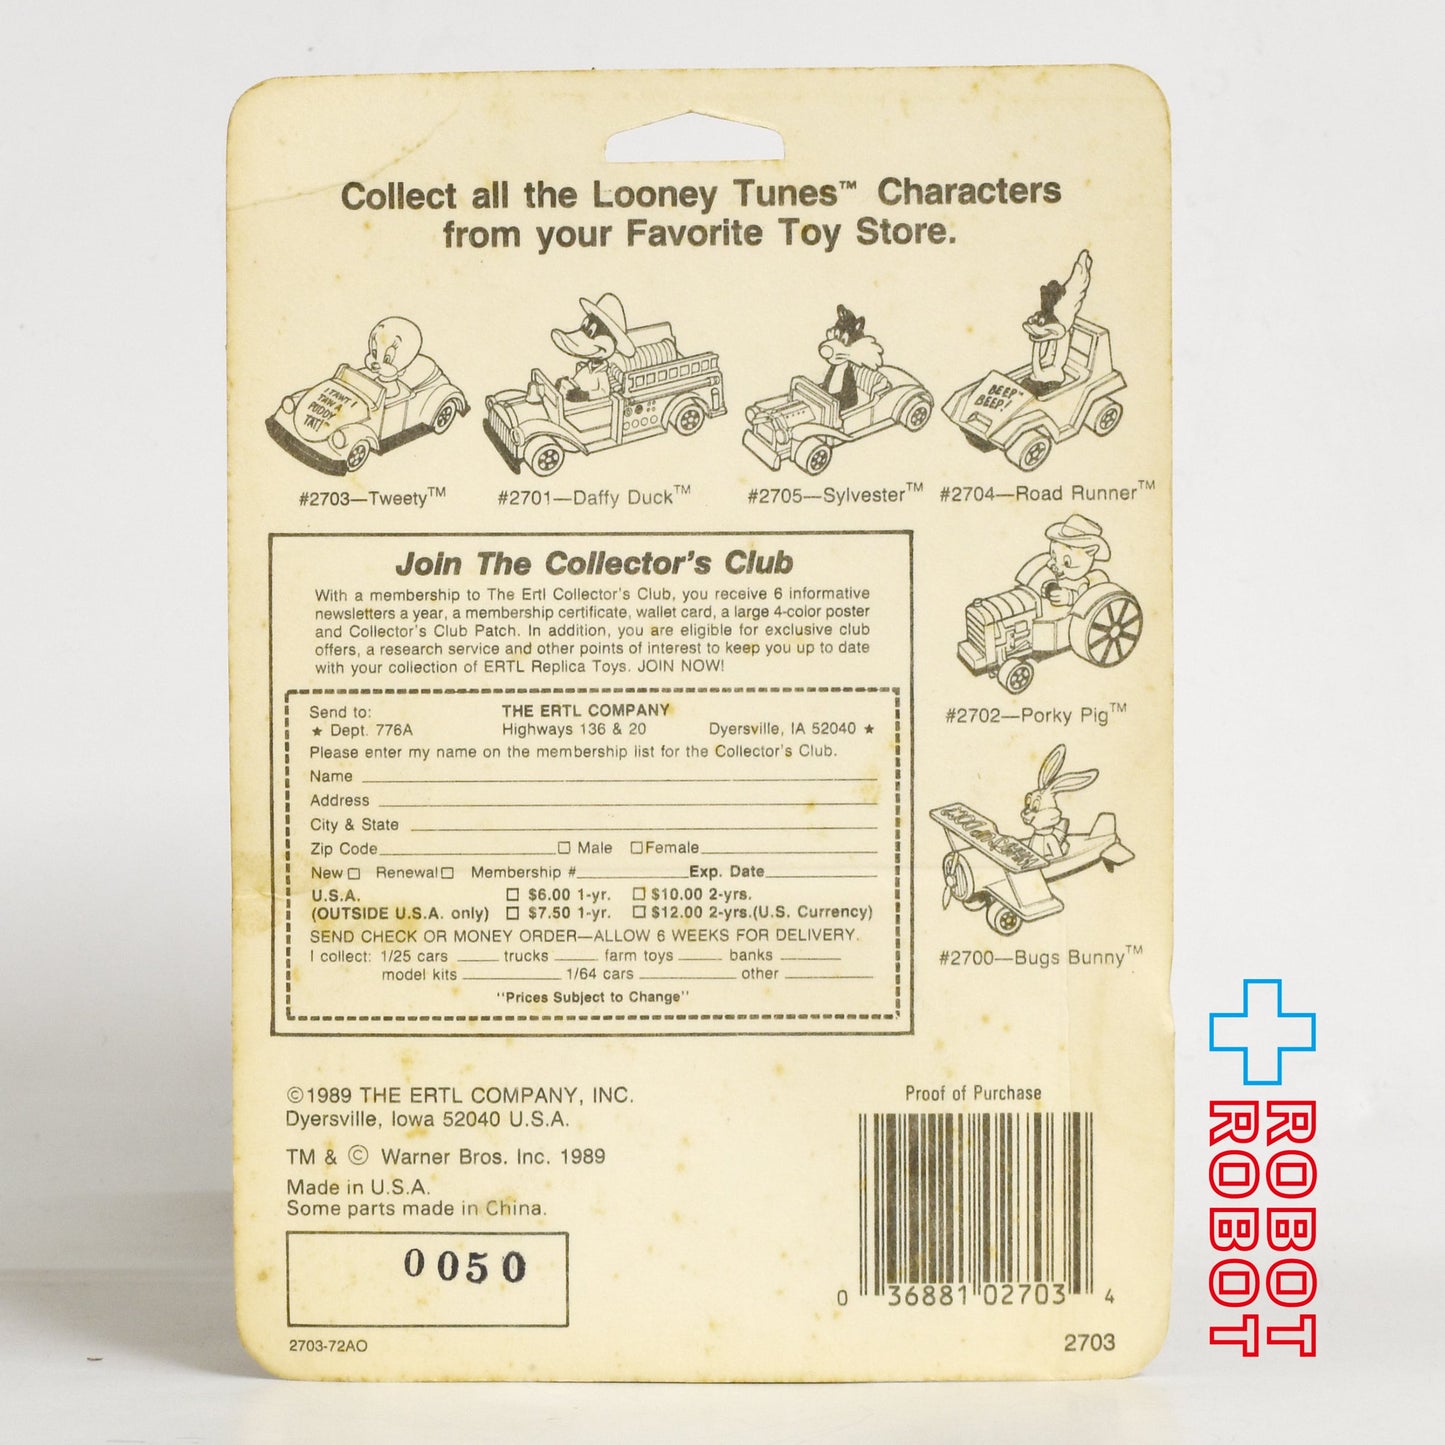 Collect all the Looney Tunes™ Characters
from your Favorite Toy Store.
I TAWT I
TAW A
PUDDY
TAT!™
BEEP™
BEEP!
#2703—Tweety™
#2701—Daffy Duck™
#2705—Sylvester™
#2704—Road Runner™
#2702—Porky Pig™
#2700—Bugs Bunny™
Join The Collector's Club
With a membership to The Ertl Collector's Club, you receive 6 informative
newsletters a year, a membership certificate, wallet card, a large 4-color poster
and Collector's Club Patch. In addition, you are eligible for exclusive club
offers, a research service and other points of interest to keep you up to date
with your collection of ERTL Replica Toys. JOIN NOW!
Send to: THE ERTL COMPANY
★ Dept. 776A Highways 136 & 20 Dyersville, IA 52040 ★
Please enter my name on the membership list for the Collector's Club.
Name
Address
City & State
Zip Code ☐ Male ☐ Female
New ☐ Renewal ☐ Membership # Exp. Date
U.S.A. ☐ $6.00 1-yr. ☐ $10.00 2-yrs.
(OUTSIDE U.S.A. only) ☐ $7.50 1-yr. ☐ $12.00 2-yrs.(U.S. Currency)
SEND CHECK OR MONEY ORDER—ALLOW 6 WEEKS FOR DELIVERY.
I collect: 1/25 cars trucks farm toys banks
model kits 1/64 cars other
"Prices Subject to Change"
©1989 THE ERTL COMPANY, INC.
Dyersville, Iowa 52040 U.S.A.
TM & © Warner Bros. Inc. 1989
Made in U.S.A.
Some parts made in China.
0050
2703-72AO
Proof of Purchase
0 36881 02703 4
2703
ROBOT
ROBOT